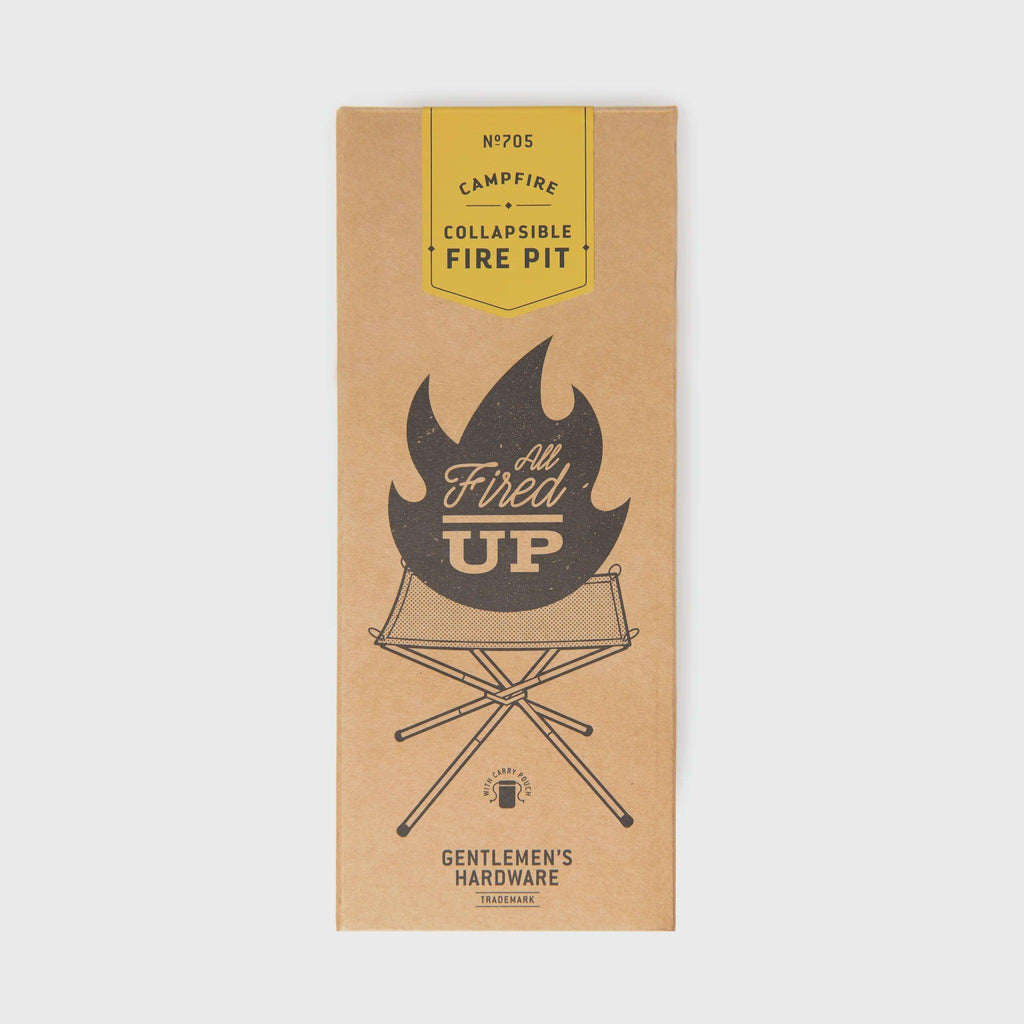 Nº705
CAMPFIRE
COLLAPSIBLE
FIRE PIT
All
Fired
UP
WITH CARRY POUCH
GENTLEMEN'S
HARDWARE
TRADEMARK